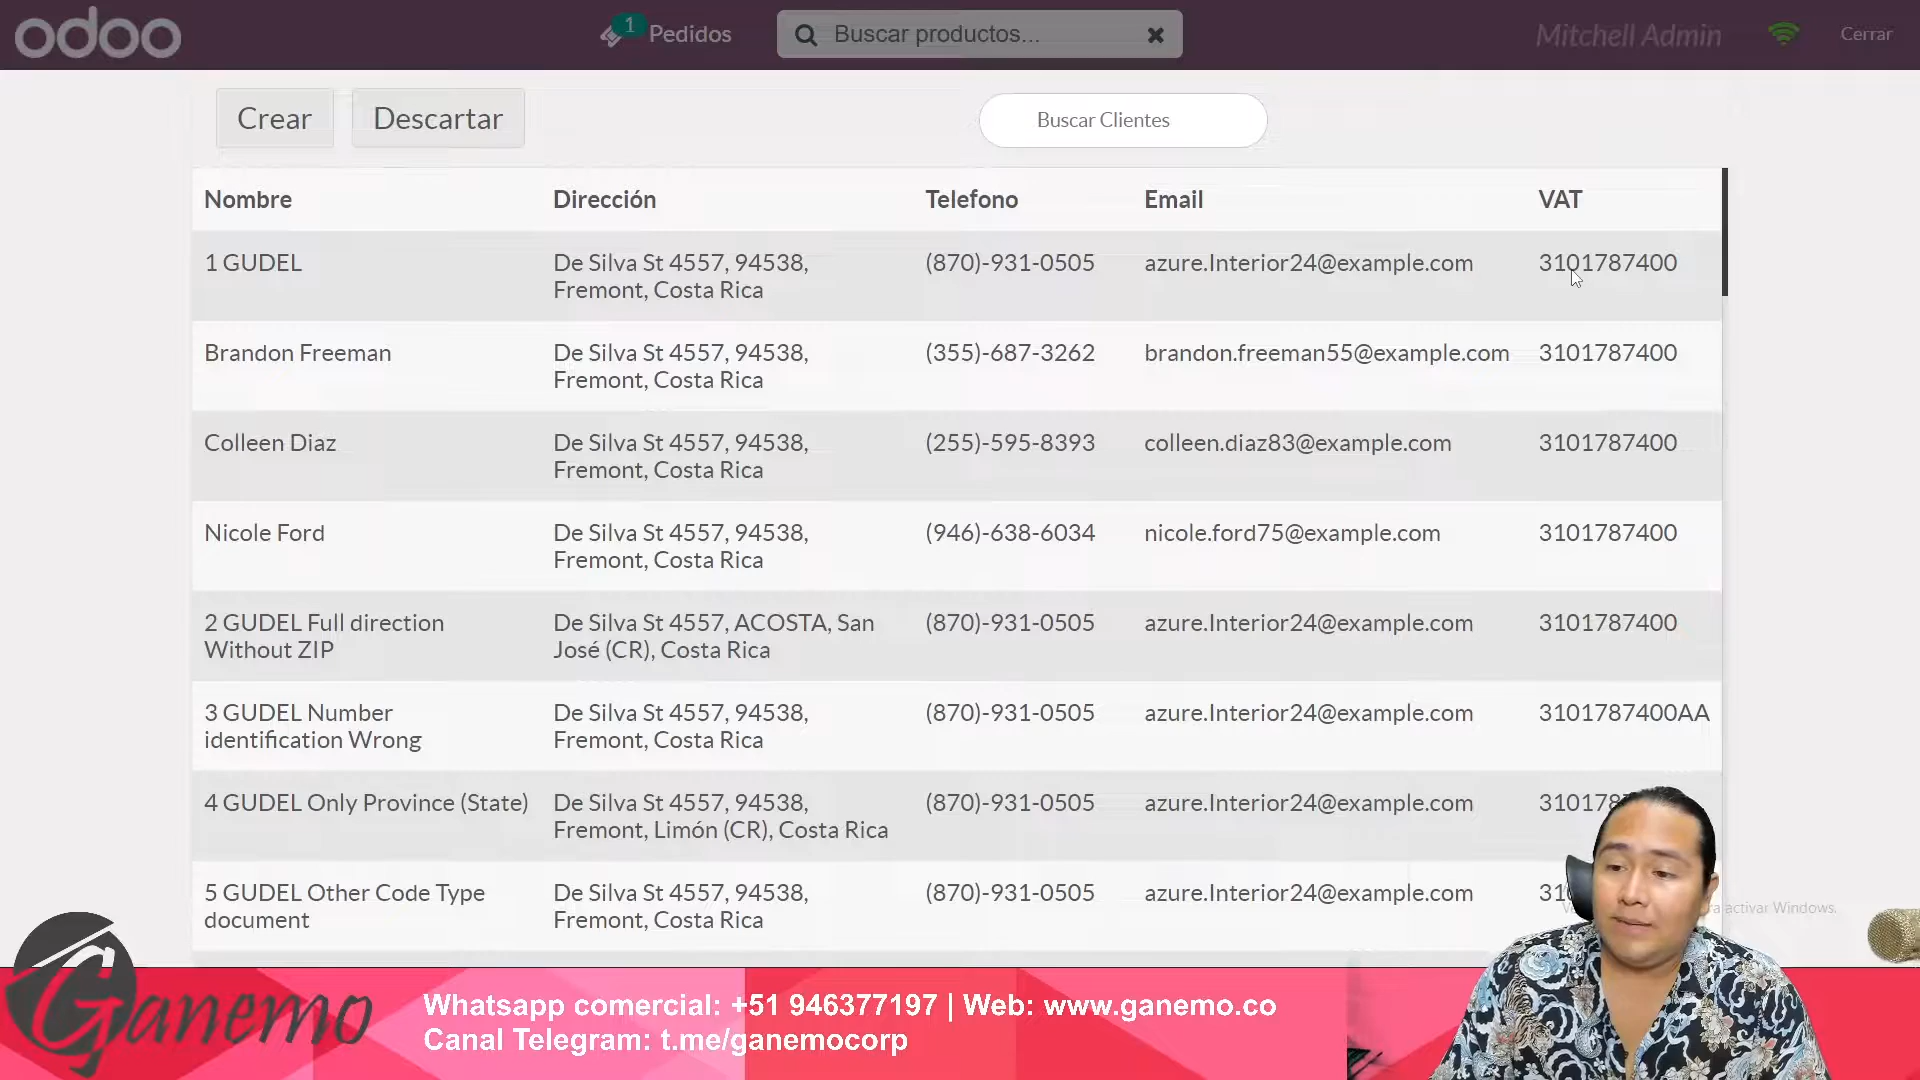 odoo
1
Pedidos
Buscar productos...
Mitchell Admin
Cerrar
Crear
Descartar
Buscar Clientes
Nombre Dirección Telefono Email VAT
1 GUDEL De Silva St 4557, 94538, (870)-931-0505 azure.Interior24@example.com 3101787400
Fremont, Costa Rica
Brandon Freeman De Silva St 4557, 94538, (355)-687-3262 brandon.freeman55@example.com 3101787400
Fremont, Costa Rica
Colleen Diaz De Silva St 4557, 94538, (255)-595-8393 colleen.diaz83@example.com 3101787400
Fremont, Costa Rica
Nicole Ford De Silva St 4557, 94538, (946)-638-6034 nicole.ford75@example.com 3101787400
Fremont, Costa Rica
2 GUDEL Full direction De Silva St 4557, ACOSTA, San (870)-931-0505 azure.Interior24@example.com 3101787400
Without ZIP José (CR), Costa Rica
3 GUDEL Number De Silva St 4557, 94538, (870)-931-0505 azure.Interior24@example.com 3101787400AA
identification Wrong Fremont, Costa Rica
4 GUDEL Only Province (State) De Silva St 4557, 94538, (870)-931-0505 azure.Interior24@example.com
Fremont, Limón (CR), Costa Rica
5 GUDEL Other Code Type De Silva St 4557, 94538, (870)-931-0505 azure.Interior24@example.com
document Fremont, Costa Rica
activar Windows.
Ganemo
Whatsapp comercial: +51 946377197 | Web: www.ganemo.co
Canal Telegram: t.me/ganemocorp